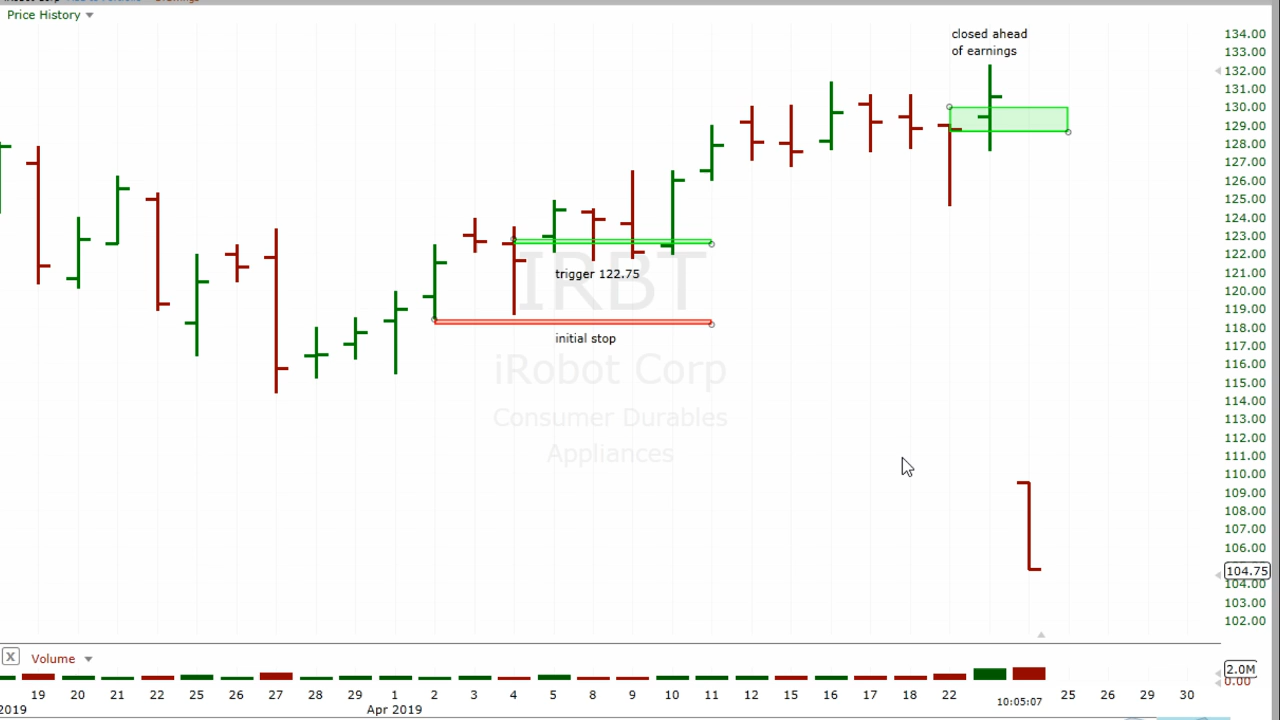 Price History
closed ahead
of earnings
134.00
133.00
132.00
131.00
130.00
129.00
128.00
127.00
126.00
125.00
124.00
123.00
122.00
121.00
120.00
119.00
118.00
117.00
116.00
115.00
114.00
113.00
112.00
111.00
110.00
109.00
108.00
107.00
106.00
104.75
104.00
103.00
102.00
IRBT
trigger 122.75
initial stop
iRobot Corp
Consumer Durables
Appliances
X Volume
2.0M
0.00
19 20 21 22 25 26 27 28 29 1 2 3 4 5 8 9 10 11 12 15 16 17 18 22 10:05:07 25 26 29 30
2019 Apr 2019